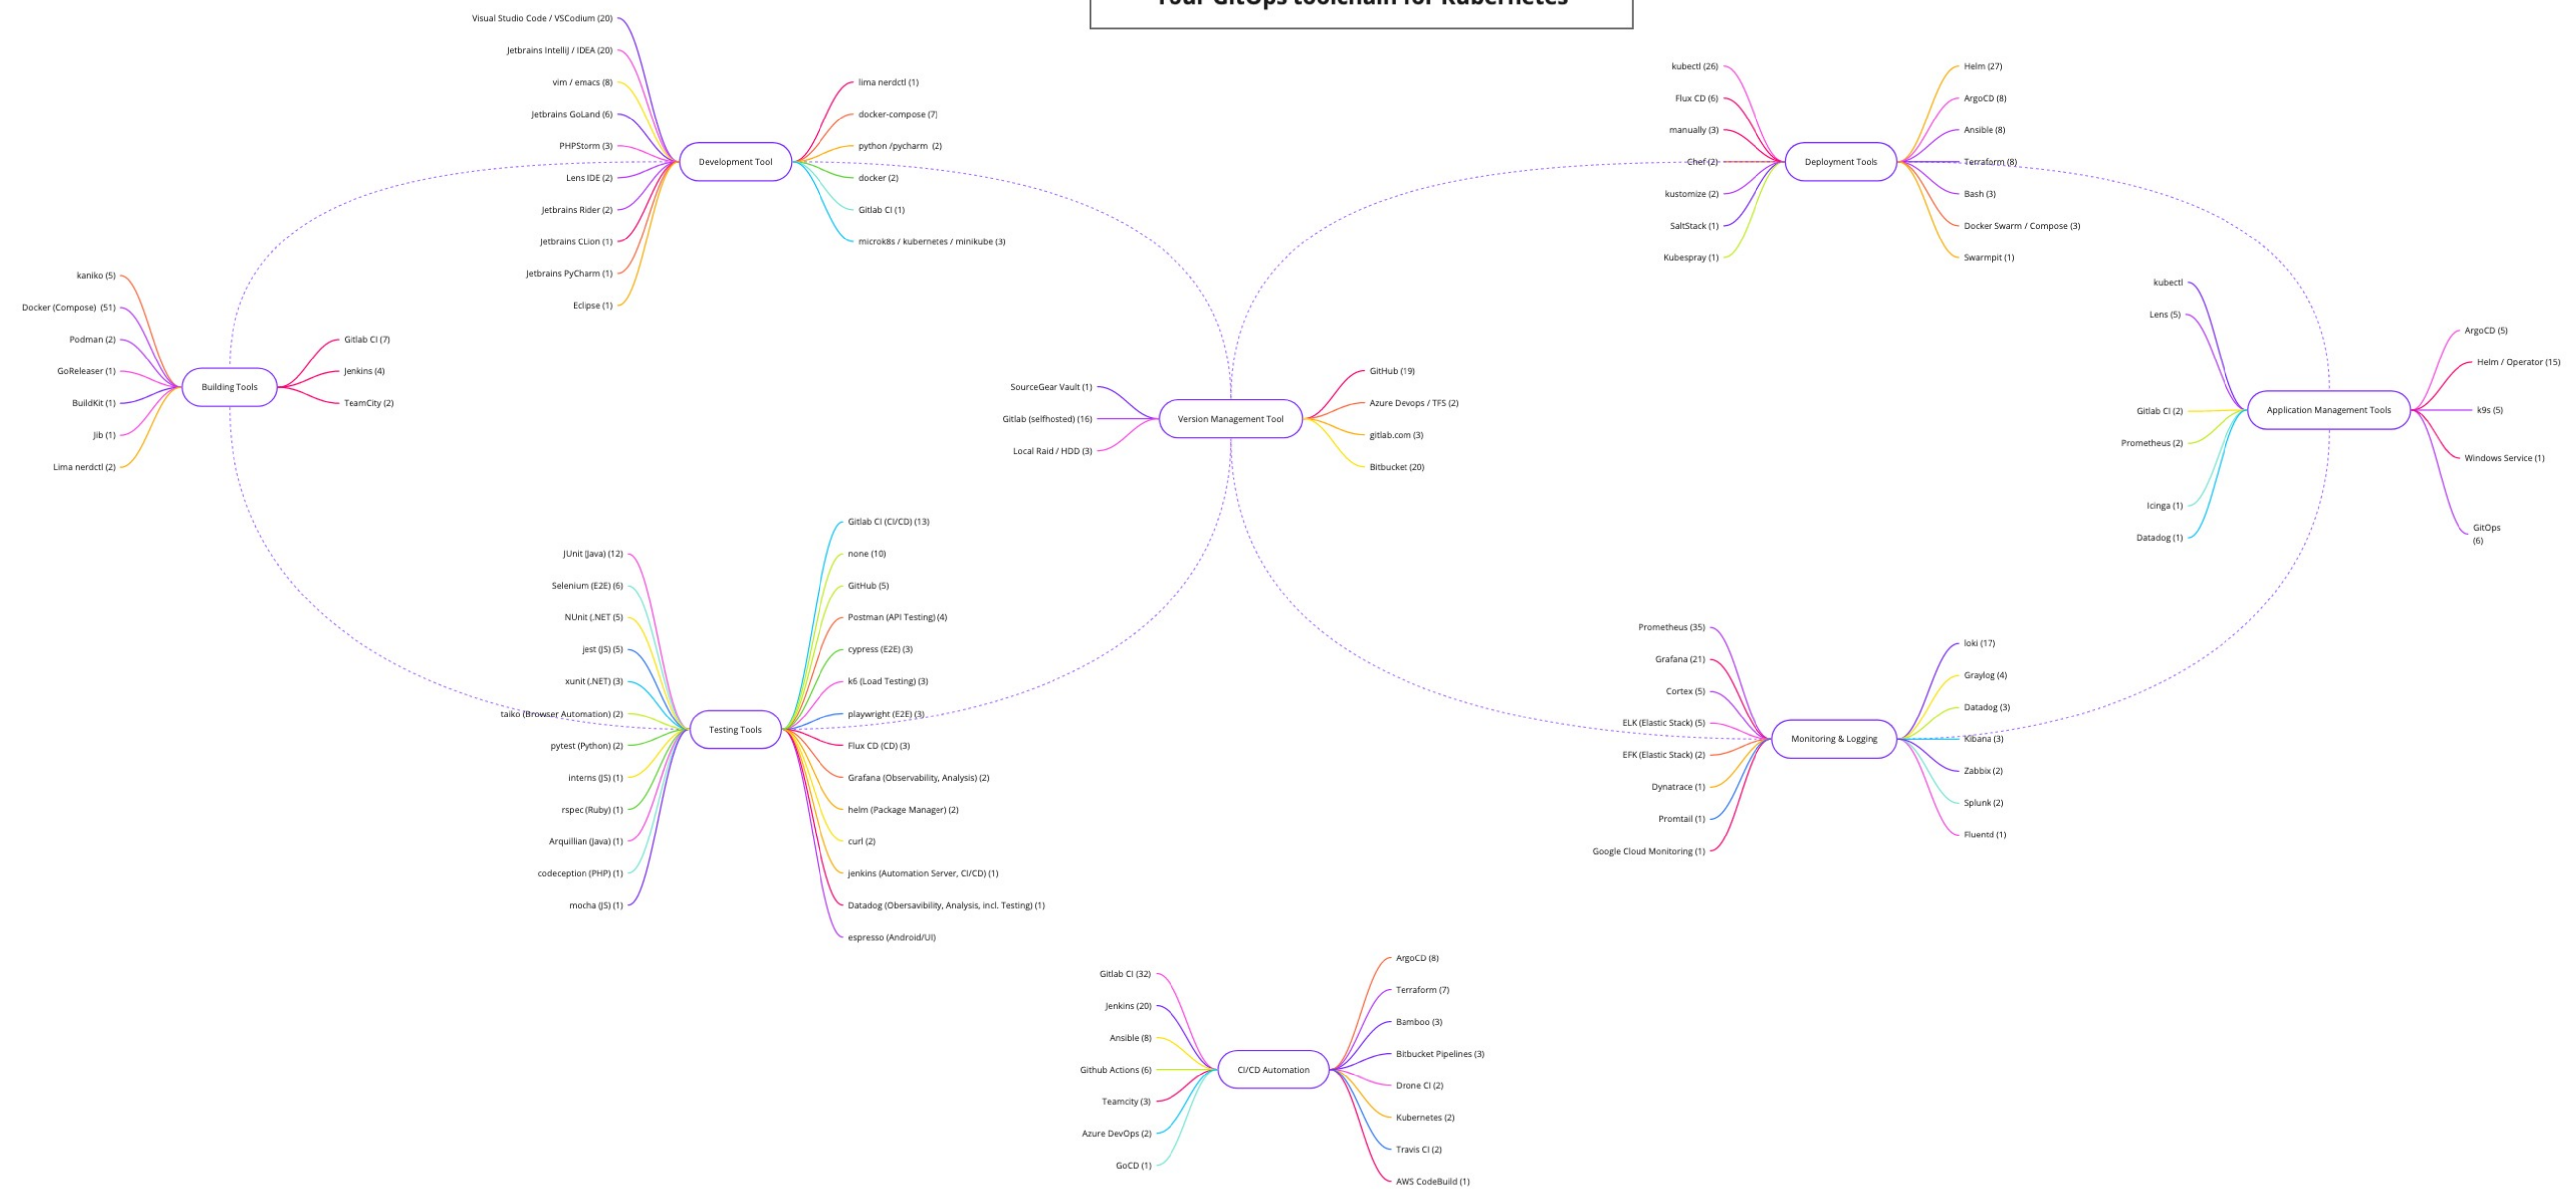 Your GitOps toolchain for Kubernetes
Visual Studio Code / VSCodium (20)
Jetbrains IntelliJ / IDEA (20)
vim / emacs (8)
Jetbrains GoLand (6)
PHPStorm (3)
Lens IDE (2)
Jetbrains Rider (2)
Jetbrains CLion (1)
Jetbrains PyCharm (1)
Eclipse (1)
Development Tool
lima nerdctl (1)
docker-compose (7)
python /pycharm (2)
docker (2)
Gitlab CI (1)
microk8s / kubernetes / minikube (3)
kubectl (26)
Flux CD (6)
manually (3)
Chef (2)
kustomize (2)
SaltStack (1)
Kubespray (1)
Deployment Tools
Helm (27)
ArgoCD (8)
Ansible (8)
Terraform (8)
Bash (3)
Docker Swarm / Compose (3)
Swarmpit (1)
kaniko (5)
Docker (Compose) (51)
Podman (2)
GoReleaser (1)
BuildKit (1)
Jib (1)
Lima nerdctl (2)
Building Tools
Gitlab CI (7)
Jenkins (4)
TeamCity (2)
SourceGear Vault (1)
Gitlab (selfhosted) (16)
Local Raid / HDD (3)
Version Management Tool
GitHub (19)
Azure Devops / TFS (2)
gitlab.com (3)
Bitbucket (20)
kubectl
Lens (5)
Gitlab CI (2)
Prometheus (2)
Icinga (1)
Datadog (1)
Application Management Tools
ArgoCD (5)
Helm / Operator (15)
k9s (5)
Windows Service (1)
GitOps
(6)
JUnit (Java) (12)
Selenium (E2E) (6)
NUnit (.NET (5)
jest (JS) (5)
xunit (.NET) (3)
taiko (Browser Automation) (2)
pytest (Python) (2)
interns (JS) (1)
rspec (Ruby) (1)
Arquillian (Java) (1)
codeception (PHP) (1)
mocha (JS) (1)
Testing Tools
Gitlab CI (CI/CD) (13)
none (10)
GitHub (5)
Postman (API Testing) (4)
cypress (E2E) (3)
k6 (Load Testing) (3)
playwright (E2E) (3)
Flux CD (CD) (3)
Grafana (Observability, Analysis) (2)
helm (Package Manager) (2)
curl (2)
jenkins (Automation Server, CI/CD) (1)
Datadog (Obersavibility, Analysis, incl. Testing) (1)
espresso (Android/UI)
Prometheus (35)
Grafana (21)
Cortex (5)
ELK (Elastic Stack) (5)
EFK (Elastic Stack) (2)
Dynatrace (1)
Promtail (1)
Google Cloud Monitoring (1)
Monitoring & Logging
loki (17)
Graylog (4)
Datadog (3)
Kibana (3)
Zabbix (2)
Splunk (2)
Fluentd (1)
Gitlab CI (32)
Jenkins (20)
Ansible (8)
Github Actions (6)
Teamcity (3)
Azure DevOps (2)
GoCD (1)
CI/CD Automation
ArgoCD (8)
Terraform (7)
Bamboo (3)
Bitbucket Pipelines (3)
Drone CI (2)
Kubernetes (2)
Travis CI (2)
AWS CodeBuild (1)